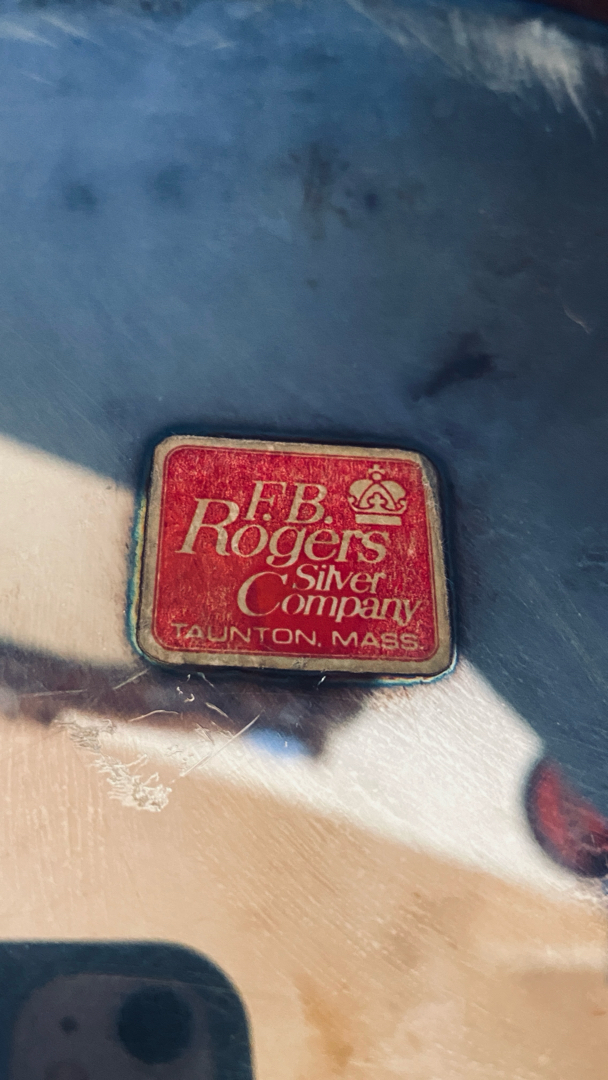 F.B.
Rogers
Silver
Company
TAUNTON, MASS.